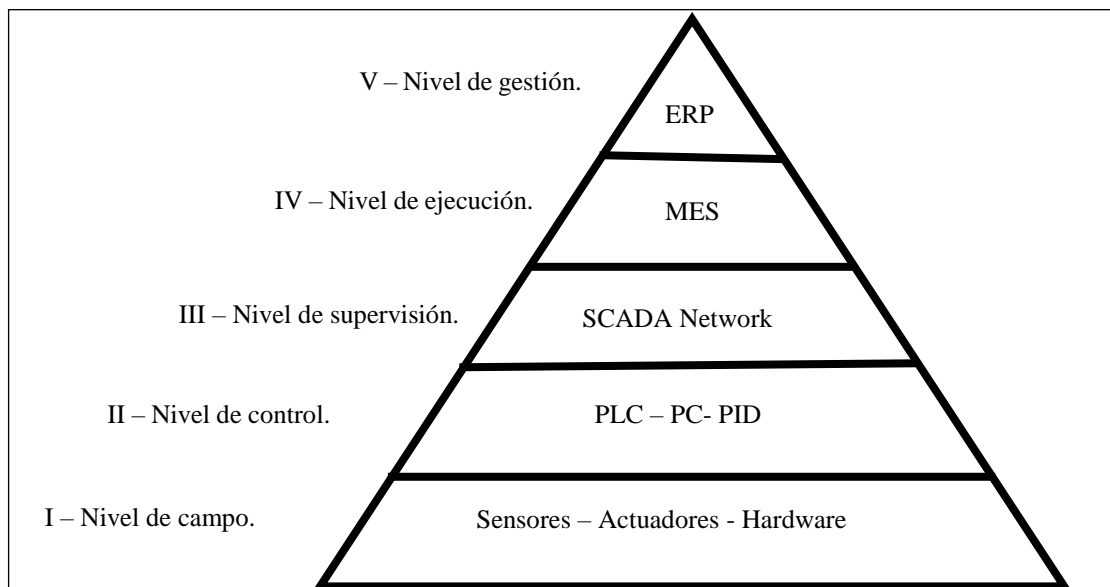 V – Nivel de gestión.
ERP
IV – Nivel de ejecución.
MES
III – Nivel de supervisión.
SCADA Network
II – Nivel de control.
PLC – PC- PID
I – Nivel de campo.
Sensores – Actuadores - Hardware